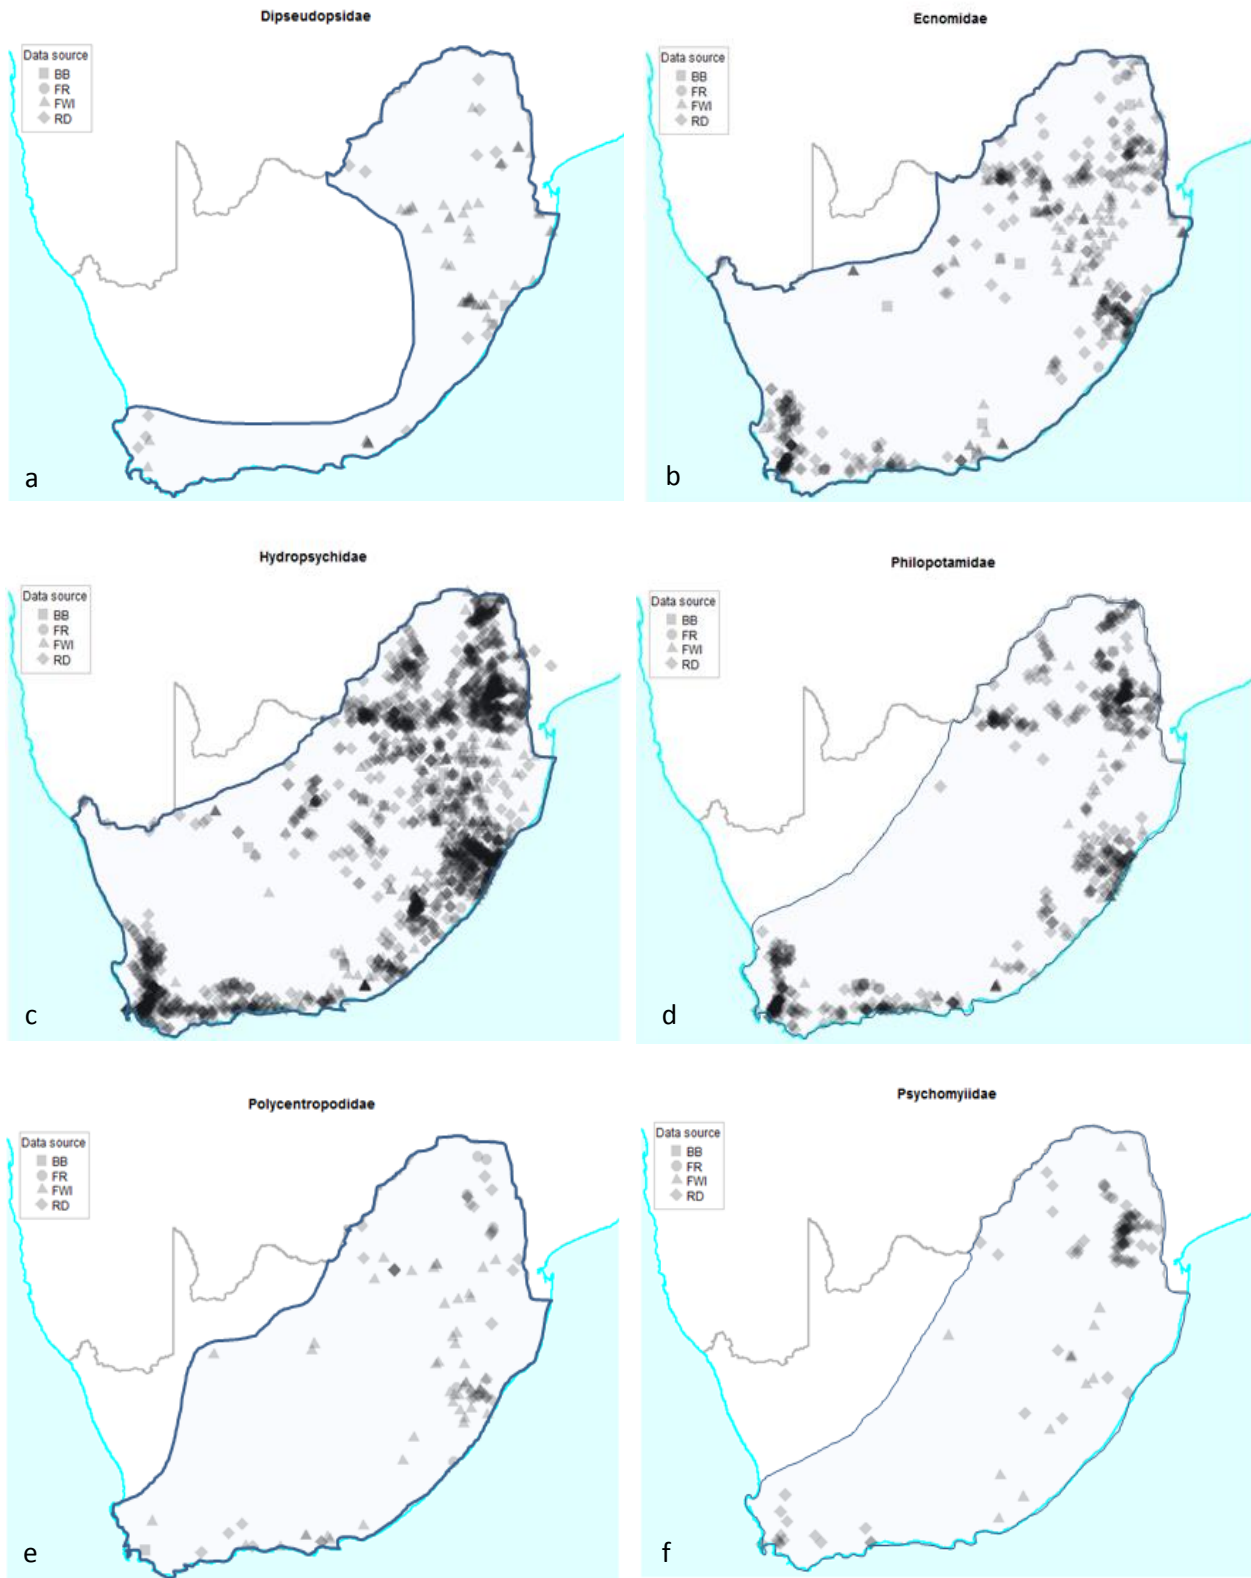 Dipseudopsidae
Data source
BB
FR
FWI
RD
a
Ecnomidae
Data source
BB
FR
FWI
RD
b
Hydropsychidae
Data source
BB
FR
FWI
RD
c
Philopotamidae
Data source
BB
FR
FWI
RD
d
Polycentropodidae
Data source
BB
FR
FWI
RD
e
Psychomyiidae
Data source
BB
FR
FWI
RD
f